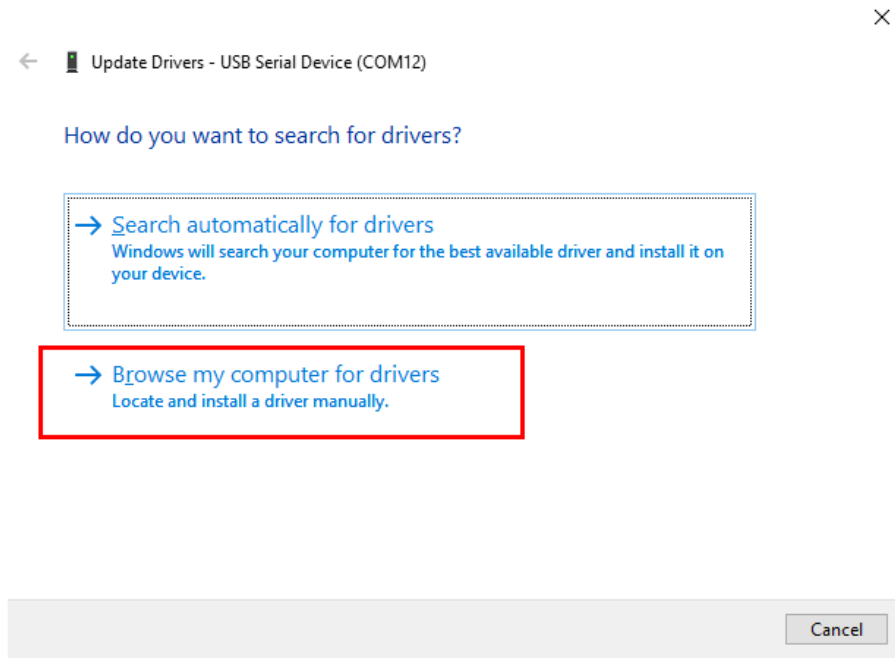 Update Drivers - USB Serial Device (COM12)
How do you want to search for drivers?
Search automatically for drivers
Windows will search your computer for the best available driver and install it on
your device.
Browse my computer for drivers
Locate and install a driver manually.
Cancel